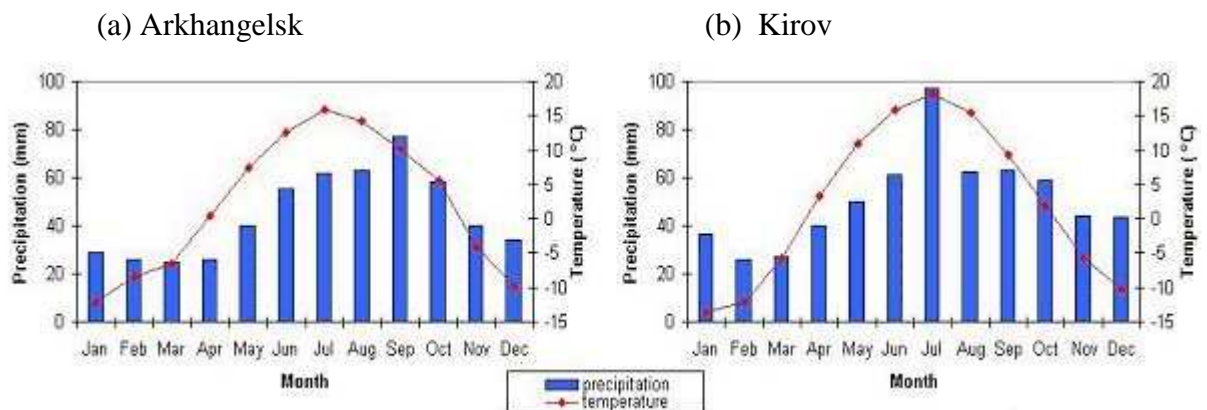 (a) Arkhangelsk
(b) Kirov
Precipitation (mm)
100
80
60
40
20
0
20
15
10
5
0
-5
-10
-15
Temperature ( °C)
Jan Feb Mar Apr May Jun Jul Aug Sep Oct Nov Dec
Month
Precipitation (mm)
100
80
60
40
20
0
20
15
10
5
0
-5
-10
-15
Temperature ( °C)
Jan Feb Mar Apr May Jun Jul Aug Sep Oct Nov Dec
Month
precipitation
temperature